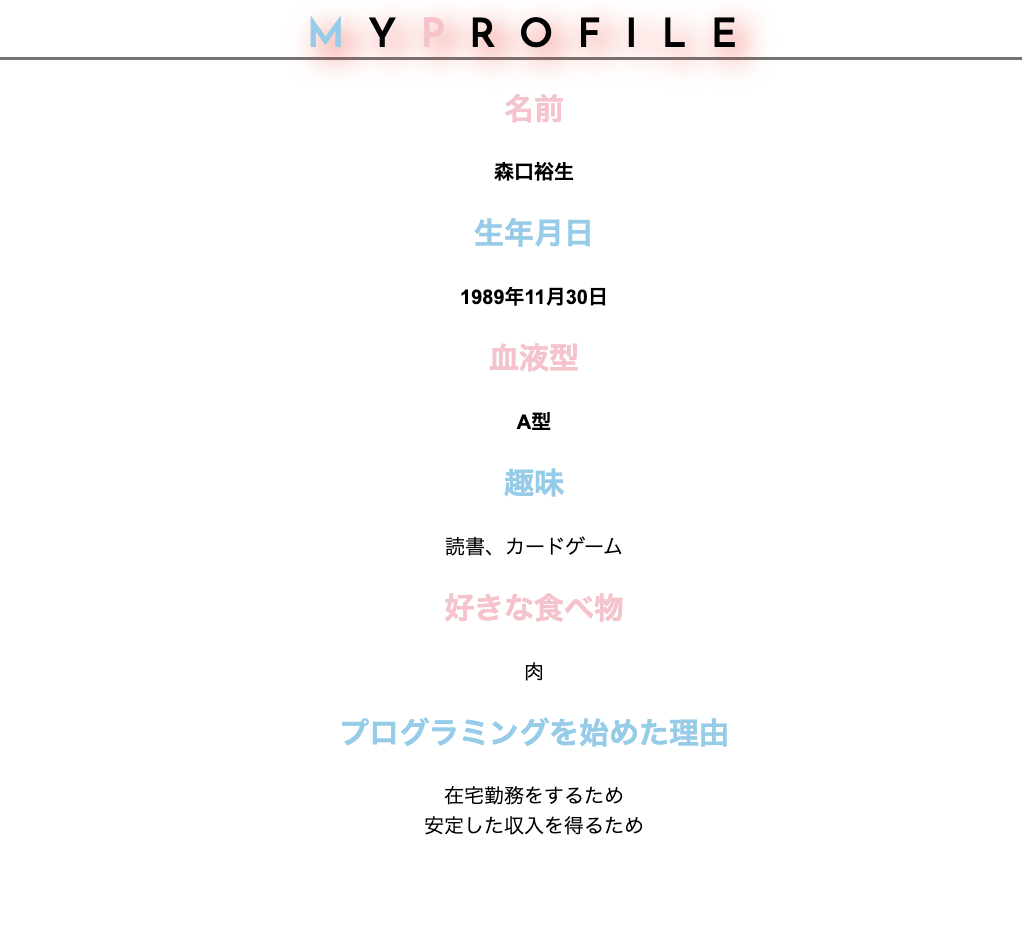 MYPROFILE
名前
森口裕生
生年月日
1989年11月30日
血液型
A型
趣味
読書、カードゲーム
好きな食べ物
肉
プログラミングを始めた理由
在宅勤務をするため
安定した収入を得るため